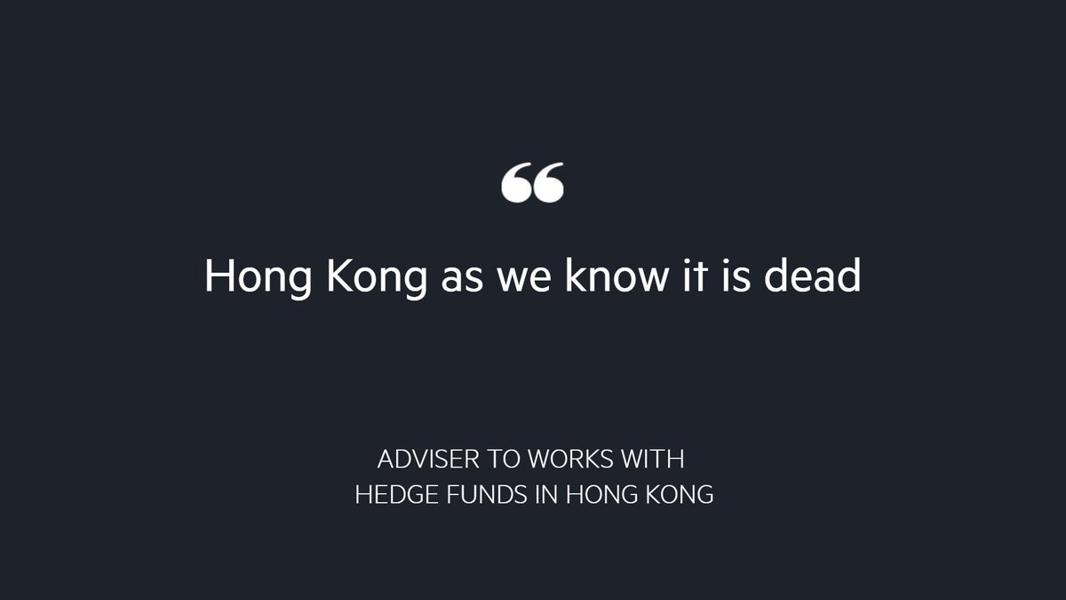 “
Hong Kong as we know it is dead
ADVISER TO WORKS WITH
HEDGE FUNDS IN HONG KONG